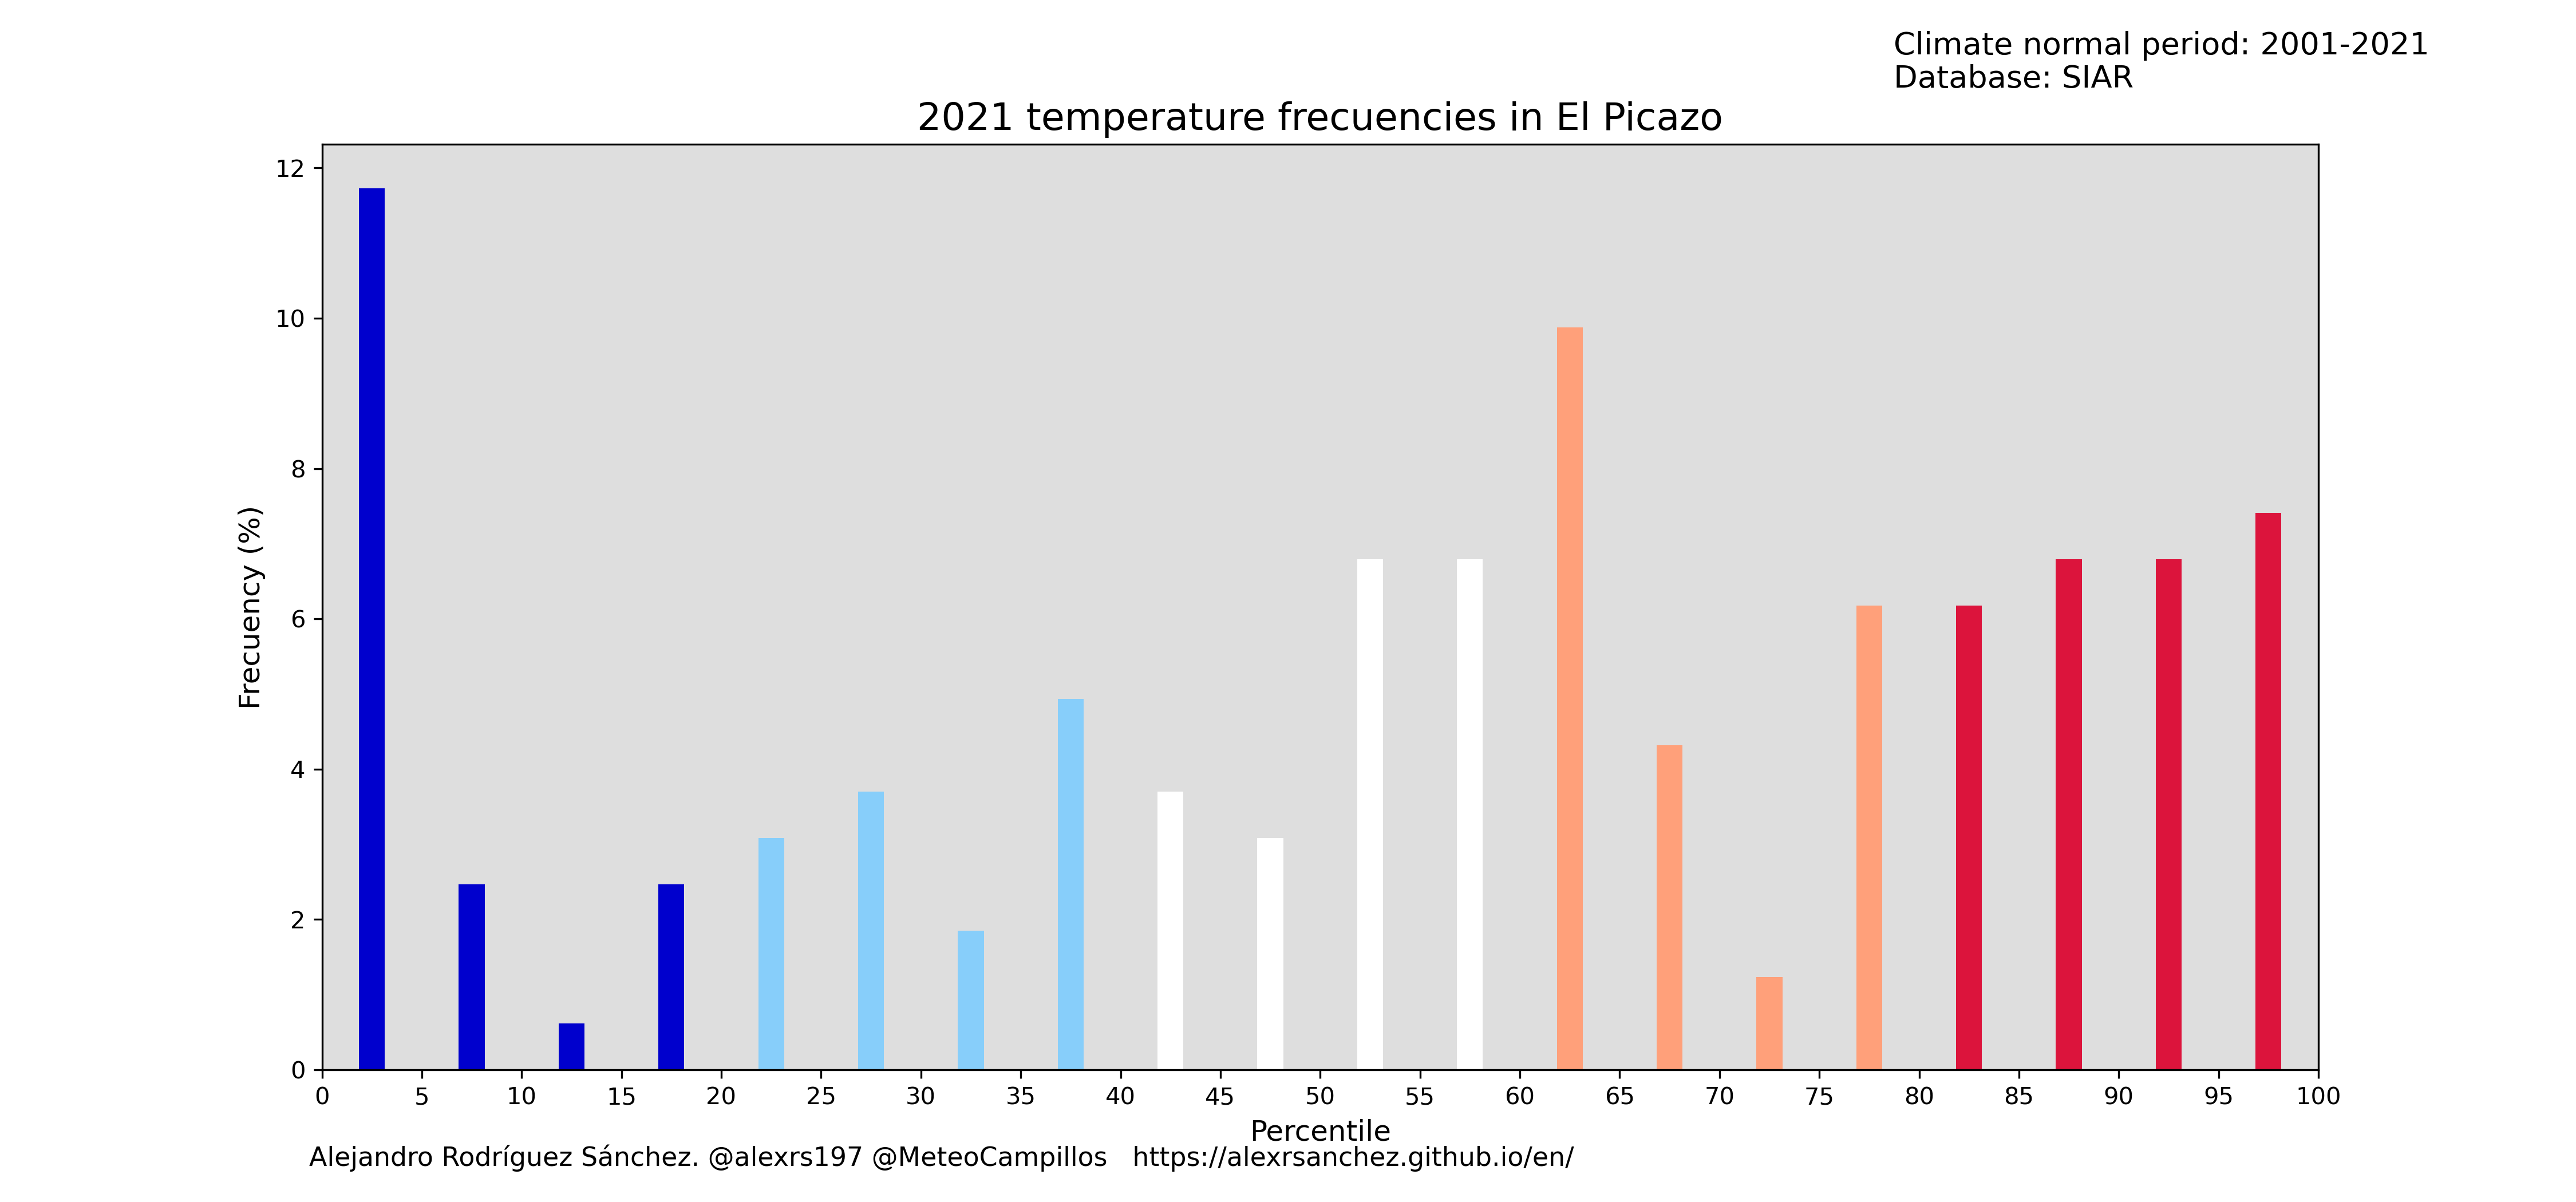 Climate normal period: 2001-2021
Database: SIAR
2021 temperature frecuencies in El Picazo
12
10
8
6
4
2
0
Frecuency (%)
0 5 10 15 20 25 30 35 40 45 50 55 60 65 70 75 80 85 90 95 100
Percentile
Alejandro Rodríguez Sánchez. @alexrs197 @MeteoCampillos https://alexrsanchez.github.io/en/